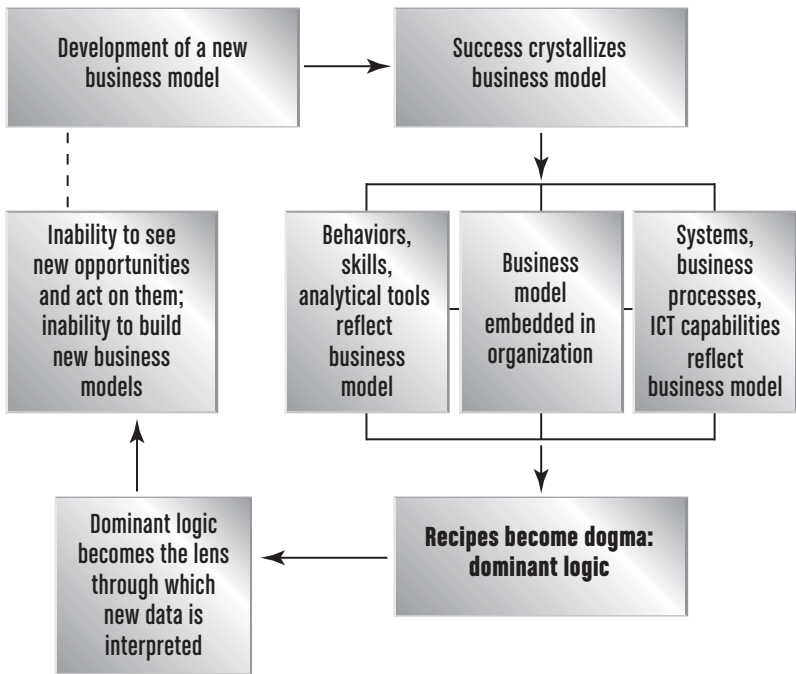 Development of a new
business model
Success crystallizes
business model
Inability to see
new opportunities
and act on them;
inability to build
new business
models
Behaviors,
skills,
analytical tools
reflect
business
model
Business
model
embedded in
organization
Systems,
business
processes,
ICT capabilities
reflect
business model
Dominant logic
becomes the lens
through which
new data is
interpreted
Recipes become dogma:
dominant logic